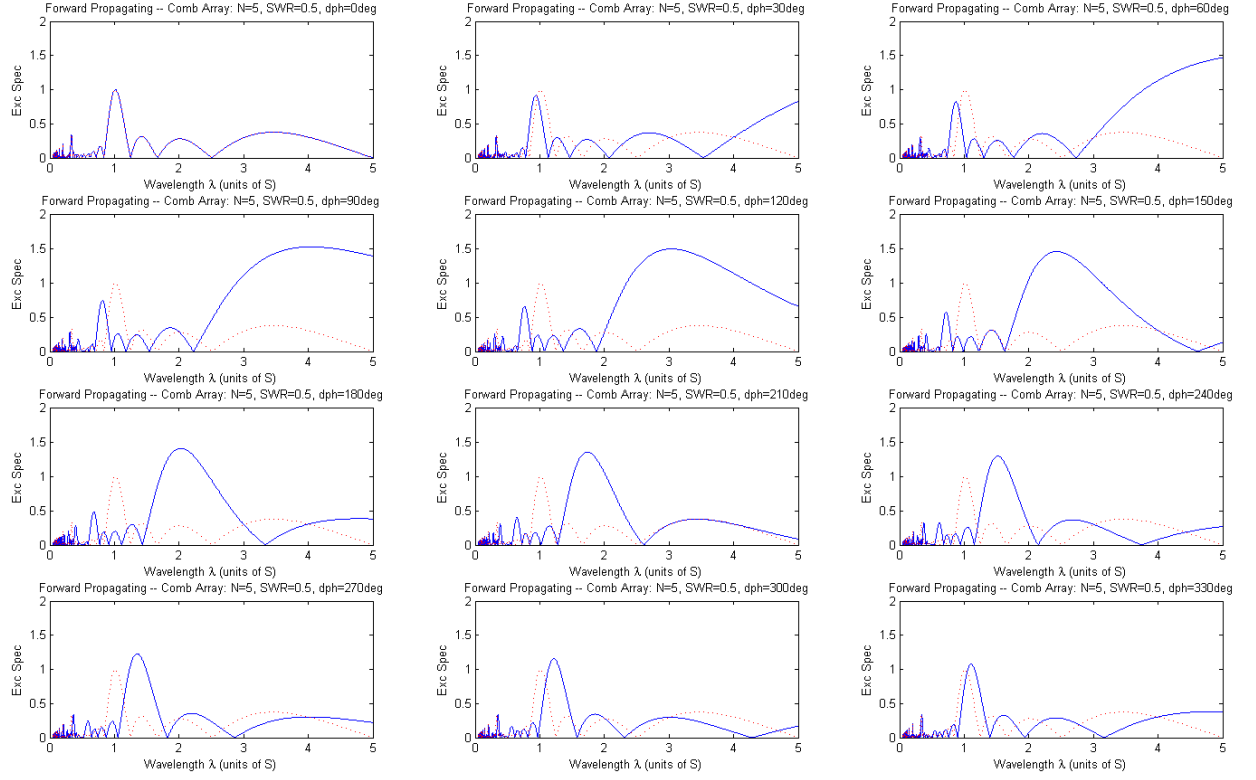 Forward Propagating -- Comb Array: N=5, SWR=0.5, dph=0deg
2
1.5
1
0.5
0
Exc Spec
0 1 2 3 4 5
Wavelength λ (units of S)
Forward Propagating -- Comb Array: N=5, SWR=0.5, dph=30deg
2
1.5
1
0.5
0
Exc Spec
0 1 2 3 4 5
Wavelength λ (units of S)
Forward Propagating -- Comb Array: N=5, SWR=0.5, dph=60deg
2
1.5
1
0.5
0
Exc Spec
0 1 2 3 4 5
Wavelength λ (units of S)
Forward Propagating -- Comb Array: N=5, SWR=0.5, dph=90deg
2
1.5
1
0.5
0
Exc Spec
0 1 2 3 4 5
Wavelength λ (units of S)
Forward Propagating -- Comb Array: N=5, SWR=0.5, dph=120deg
2
1.5
1
0.5
0
Exc Spec
0 1 2 3 4 5
Wavelength λ (units of S)
Forward Propagating -- Comb Array: N=5, SWR=0.5, dph=150deg
2
1.5
1
0.5
0
Exc Spec
0 1 2 3 4 5
Wavelength λ (units of S)
Forward Propagating -- Comb Array: N=5, SWR=0.5, dph=180deg
2
1.5
1
0.5
0
Exc Spec
0 1 2 3 4 5
Wavelength λ (units of S)
Forward Propagating -- Comb Array: N=5, SWR=0.5, dph=210deg
2
1.5
1
0.5
0
Exc Spec
0 1 2 3 4 5
Wavelength λ (units of S)
Forward Propagating -- Comb Array: N=5, SWR=0.5, dph=240deg
2
1.5
1
0.5
0
Exc Spec
0 1 2 3 4 5
Wavelength λ (units of S)
Forward Propagating -- Comb Array: N=5, SWR=0.5, dph=270deg
2
1.5
1
0.5
0
Exc Spec
0 1 2 3 4 5
Wavelength λ (units of S)
Forward Propagating -- Comb Array: N=5, SWR=0.5, dph=300deg
2
1.5
1
0.5
0
Exc Spec
0 1 2 3 4 5
Wavelength λ (units of S)
Forward Propagating -- Comb Array: N=5, SWR=0.5, dph=330deg
2
1.5
1
0.5
0
Exc Spec
0 1 2 3 4 5
Wavelength λ (units of S)